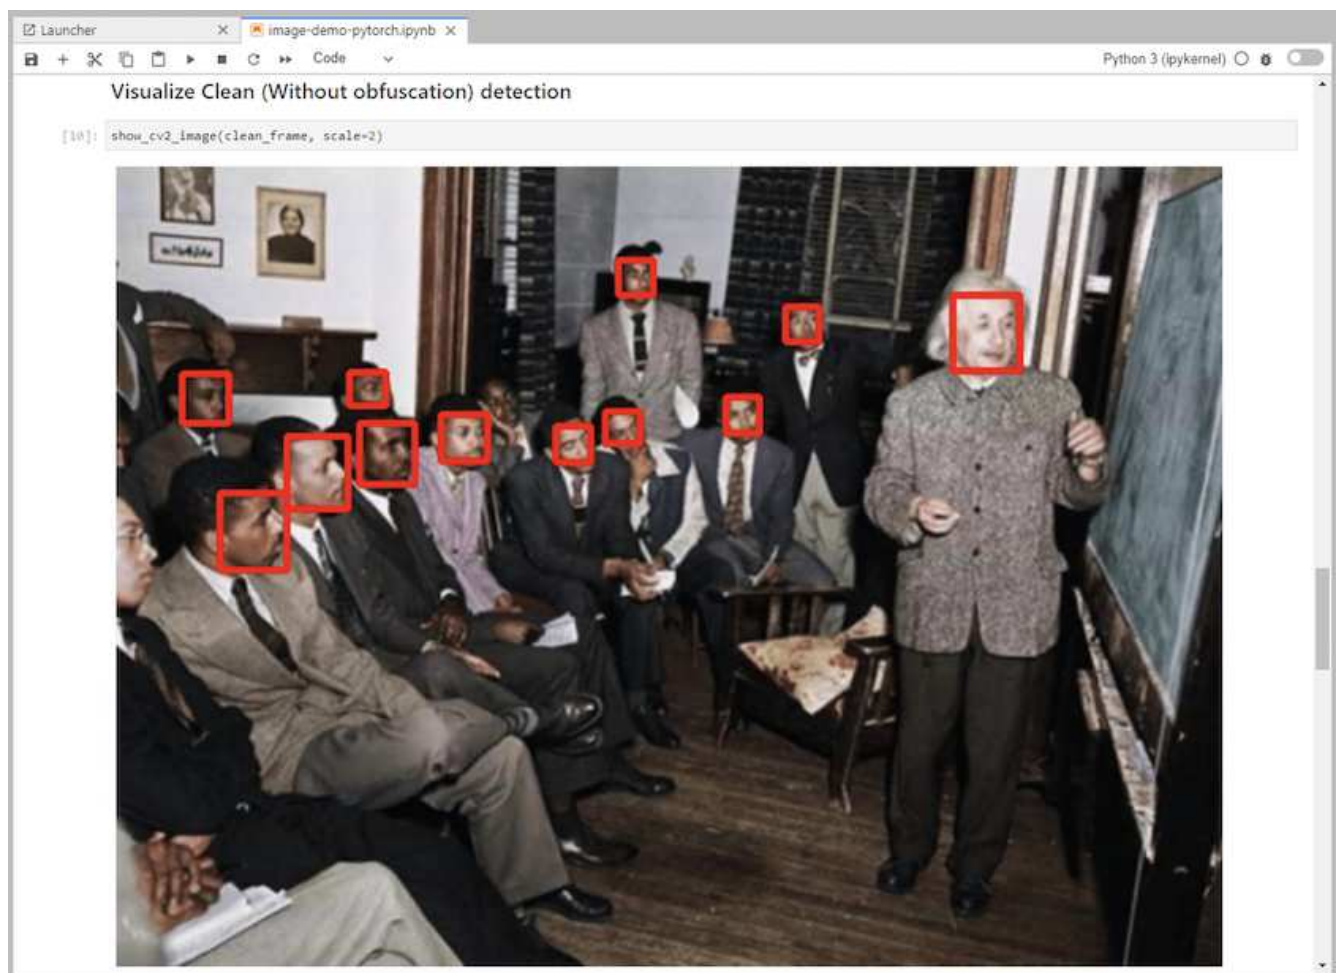 Launcher
image-demo-pytorch.ipynb
Code
Python 3 (ipykernel)
Visualize Clean (Without obfuscation) detection
[10]:
show_cv2_image(clean_frame, scale=2)